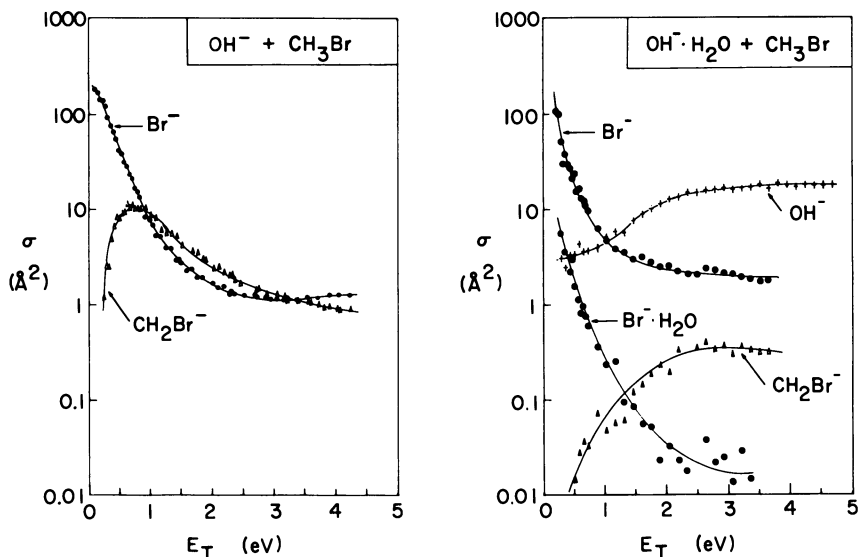 OH⁻ + CH₃Br
1000
100
10
1
0.1
0.01
σ
(Å²)
Br⁻
CH₂Br⁻
0 1 2 3 4 5
E_T (eV)
OH⁻·H₂O + CH₃Br
1000
100
10
1
0.1
0.01
σ
(Å²)
Br⁻
OH⁻
Br⁻·H₂O
CH₂Br⁻
0 1 2 3 4 5
E_T (eV)